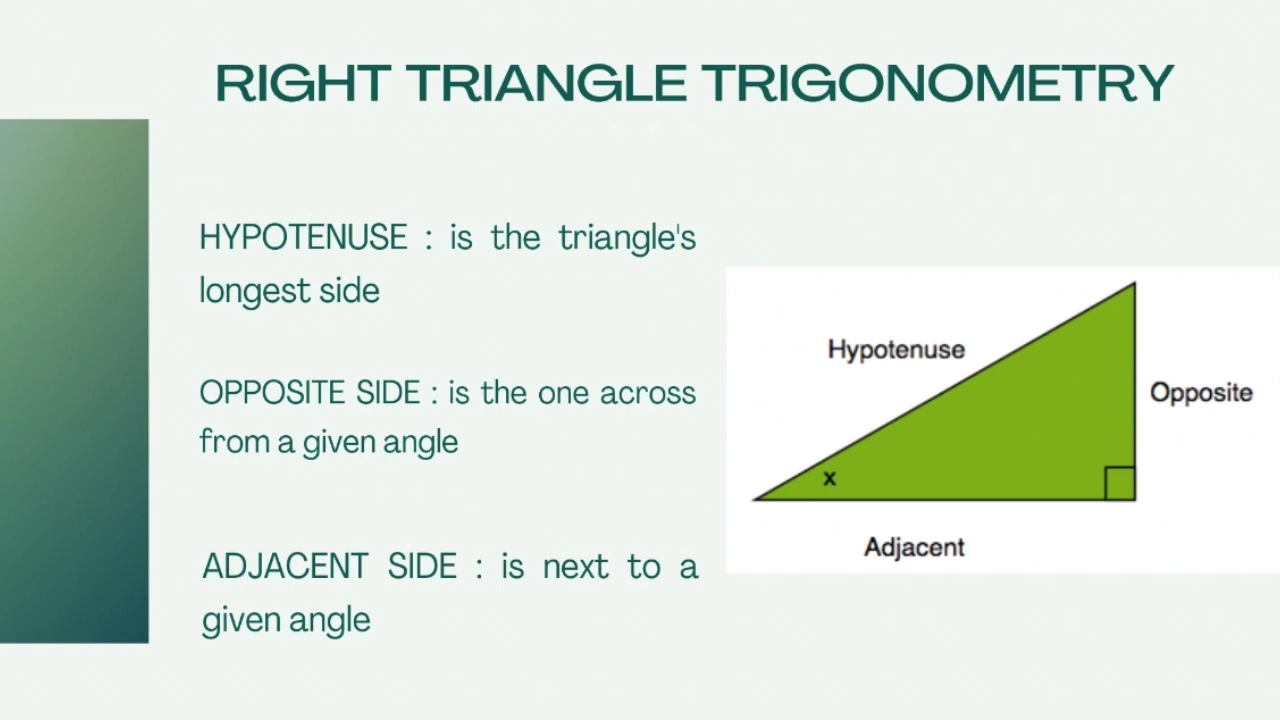 RIGHT TRIANGLE TRIGONOMETRY
HYPOTENUSE : is the triangle's
longest side
OPPOSITE SIDE : is the one across
from a given angle
ADJACENT SIDE : is next to a
given angle
Hypotenuse
Opposite
x
Adjacent